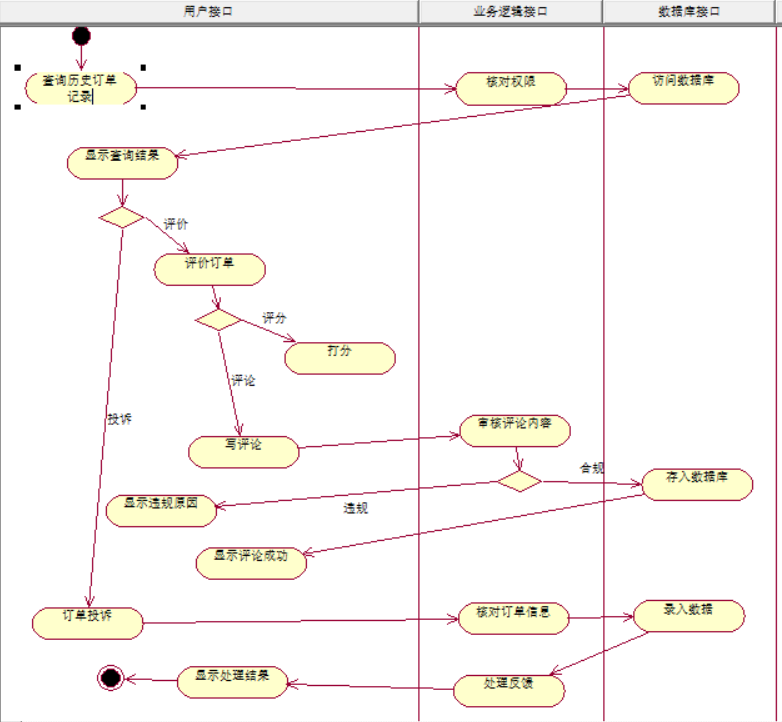 用户接口
业务逻辑接口
数据库接口
查询历史订单
记录
核对权限
访问数据库
显示查询结果
评价
评价订单
评分
打分
评论
投诉
写评论
审核评论内容
合规
存入数据库
显示违规原因
违规
显示评论成功
订单投诉
核对订单信息
录入数据
显示处理结果
处理反馈